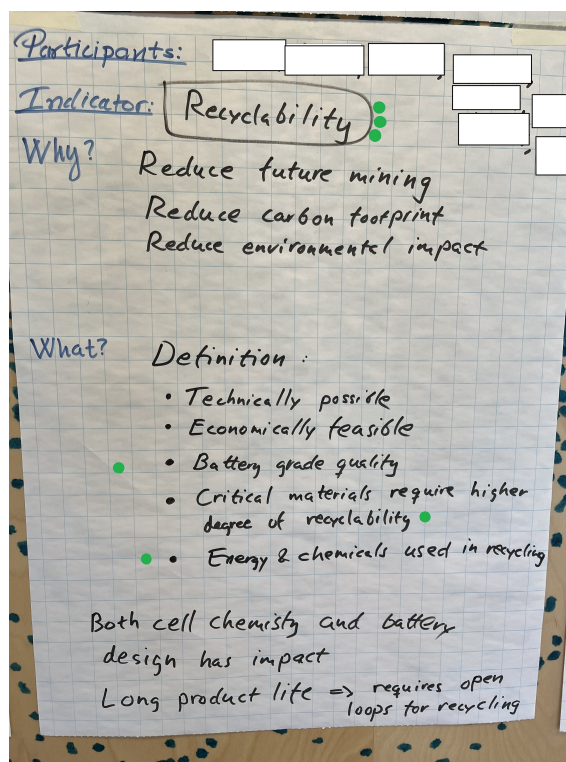 Participants:
Indicator: Recyclability
Why?
Reduce future mining
Reduce carbon footprint
Reduce environmental impact
What?
Definition:
• Technically possible
• Economically feasible
• Battery grade quality
• Critical materials require higher
degree of recyclability
• Energy & chemicals used in recycling
Both cell chemisty and battery
design has impact
Long product life => requires open
loops for recycling